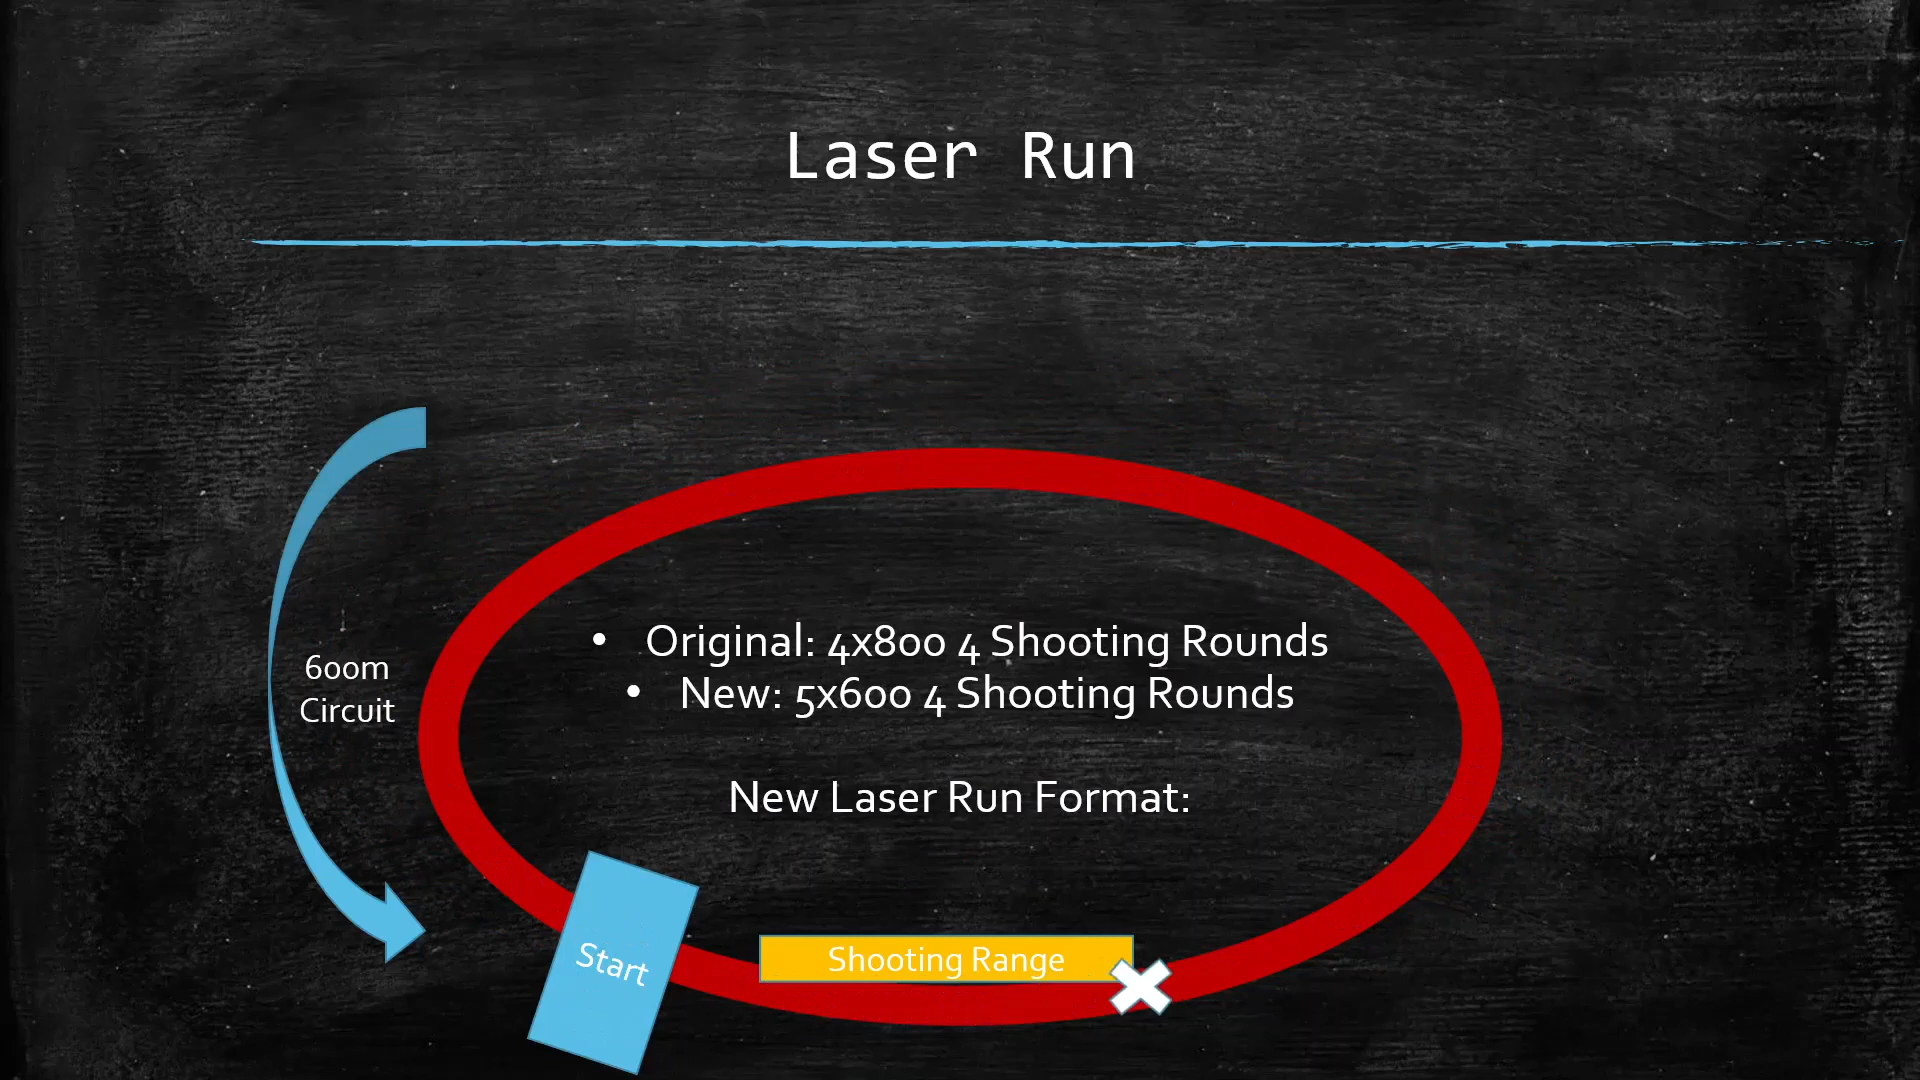 Laser Run
600m
Circuit
• Original: 4x800 4 Shooting Rounds
• New: 5x600 4 Shooting Rounds
New Laser Run Format:
Start
Shooting Range